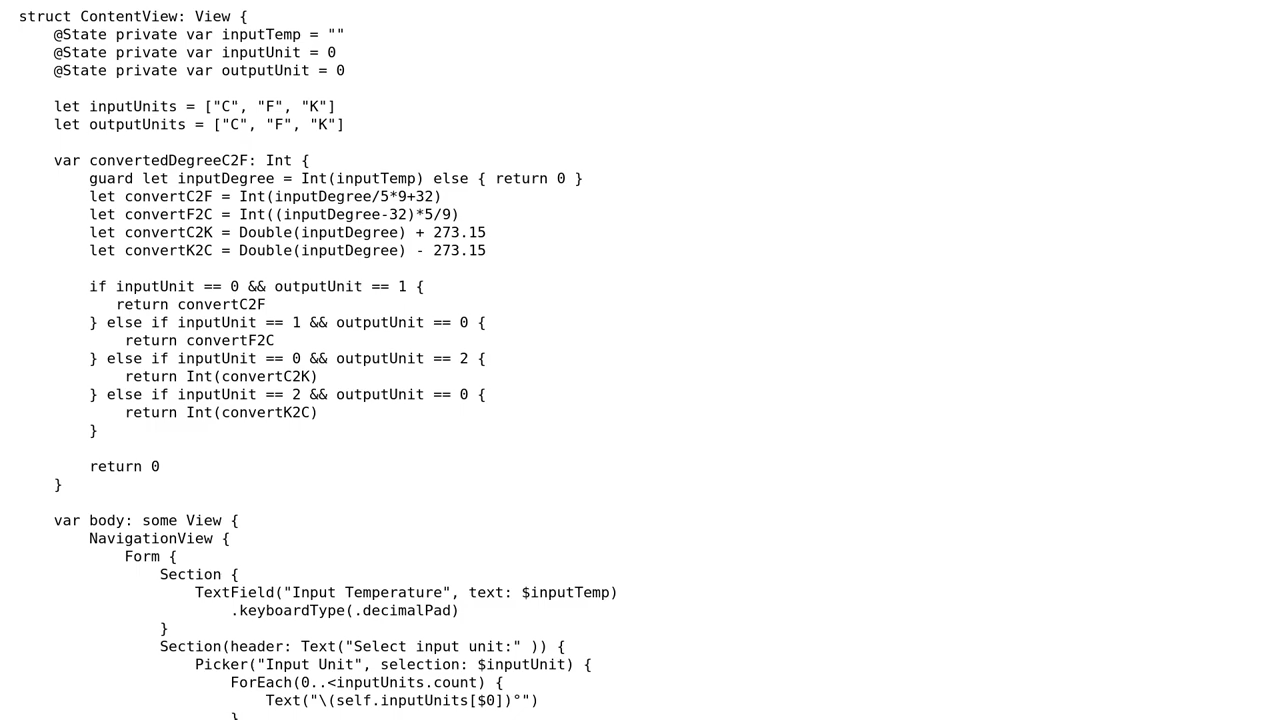 struct ContentView: View {
    @State private var inputTemp = ""
    @State private var inputUnit = 0
    @State private var outputUnit = 0

    let inputUnits = ["C", "F", "K"]
    let outputUnits = ["C", "F", "K"]

    var convertedDegreeC2F: Int {
        guard let inputDegree = Int(inputTemp) else { return 0 }
        let convertC2F = Int(inputDegree/5*9+32)
        let convertF2C = Int((inputDegree-32)*5/9)
        let convertC2K = Double(inputDegree) + 273.15
        let convertK2C = Double(inputDegree) - 273.15

        if inputUnit == 0 && outputUnit == 1 {
           return convertC2F
        } else if inputUnit == 1 && outputUnit == 0 {
            return convertF2C
        } else if inputUnit == 0 && outputUnit == 2 {
            return Int(convertC2K)
        } else if inputUnit == 2 && outputUnit == 0 {
            return Int(convertK2C)
        }

        return 0
    }

    var body: some View {
        NavigationView {
            Form {
                Section {
                    TextField("Input Temperature", text: $inputTemp)
                        .keyboardType(.decimalPad)
                }
                Section(header: Text("Select input unit:" )) {
                    Picker("Input Unit", selection: $inputUnit) {
                        ForEach(0..<inputUnits.count) {
                            Text("\(self.inputUnits[$0])°")
                        }